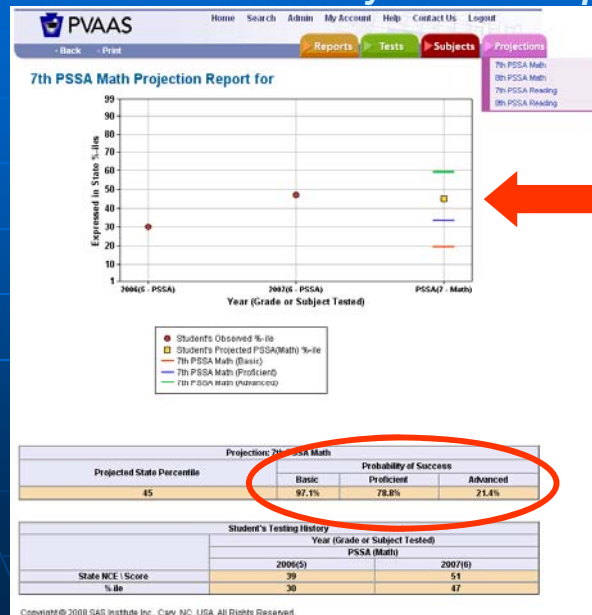 PVAAS
Home Search Admin My Account Help Contact Us Logout
Back Print
Reports Tests Subjects Projections
7th PSSA Math
8th PSSA Math
7th PSSA Reading
8th PSSA Reading
7th PSSA Math Projection Report for
Expressed in State %-iles
99
90
80
70
60
50
40
30
20
10
1
2006(5 - PSSA) 2007(6 - PSSA) PSSA(7 - Math)
Year (Grade or Subject Tested)
Student's Observed %-ile
Student's Projected PSSA(Math) %-ile
7th PSSA Math (Basic)
7th PSSA Math (Proficient)
7th PSSA Math (Advanced)
Projection: 7th PSSA Math
Projected State Percentile Probability of Success
Basic Proficient Advanced
45 97.1% 78.8% 21.4%
Student's Testing History
Year (Grade or Subject Tested)
PSSA (Math)
2006(5) 2007(6)
State NCE \ Score 39 51
%-ile 30 47
Copyright © 2008 SAS Institute Inc., Cary, NC, USA. All Rights Reserved.